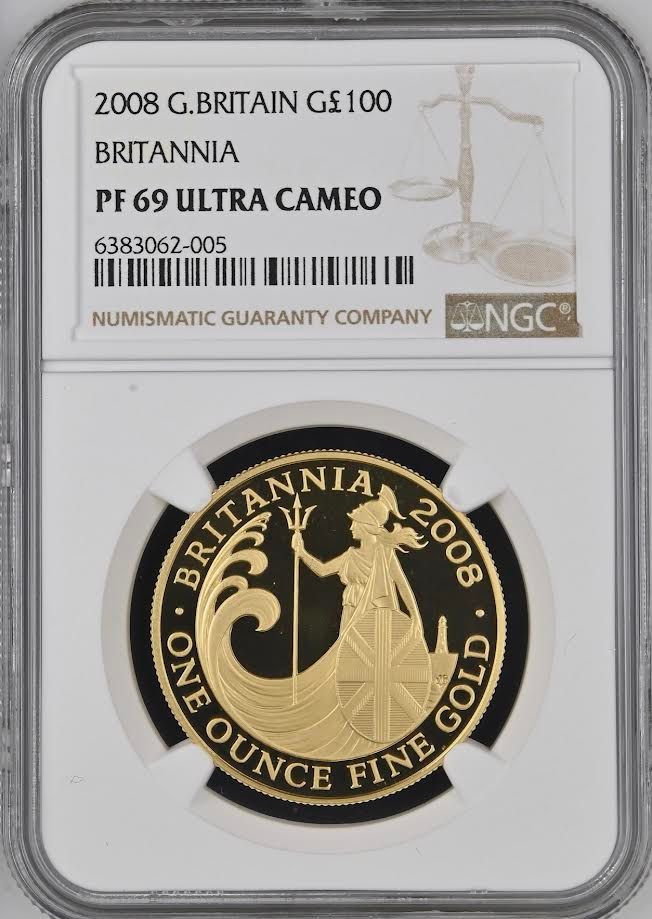 2008 G.BRITAIN G£100
BRITANNIA
PF 69 ULTRA CAMEO
6383062-005
NUMISMATIC GUARANTY COMPANY
NGC®
BRITANNIA 2008
· ONE OUNCE FINE GOLD ·